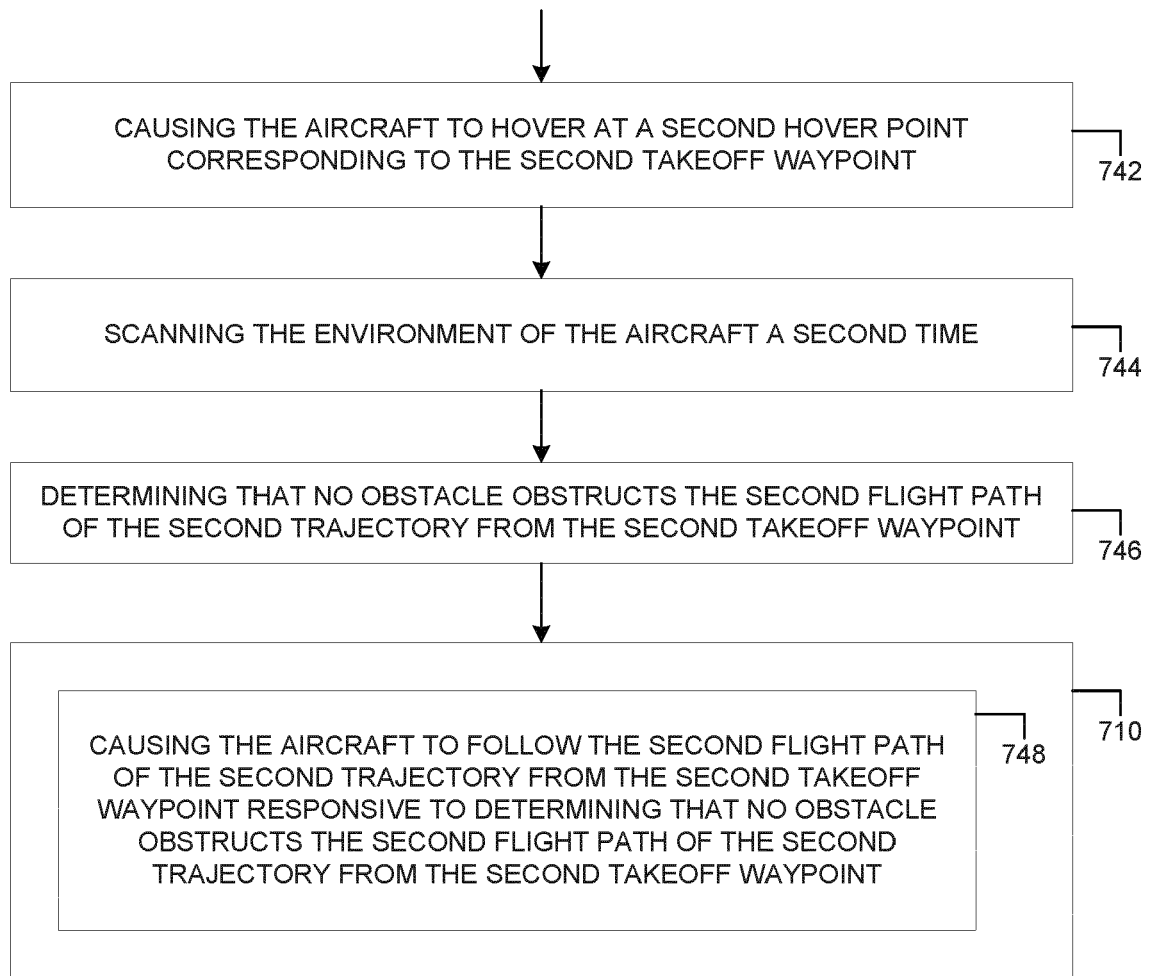 CAUSING THE AIRCRAFT TO HOVER AT A SECOND HOVER POINT
CORRESPONDING TO THE SECOND TAKEOFF WAYPOINT
742
SCANNING THE ENVIRONMENT OF THE AIRCRAFT A SECOND TIME
744
DETERMINING THAT NO OBSTACLE OBSTRUCTS THE SECOND FLIGHT PATH
OF THE SECOND TRAJECTORY FROM THE SECOND TAKEOFF WAYPOINT
746
CAUSING THE AIRCRAFT TO FOLLOW THE SECOND FLIGHT PATH
OF THE SECOND TRAJECTORY FROM THE SECOND TAKEOFF
WAYPOINT RESPONSIVE TO DETERMINING THAT NO OBSTACLE
OBSTRUCTS THE SECOND FLIGHT PATH OF THE SECOND
TRAJECTORY FROM THE SECOND TAKEOFF WAYPOINT
748
710